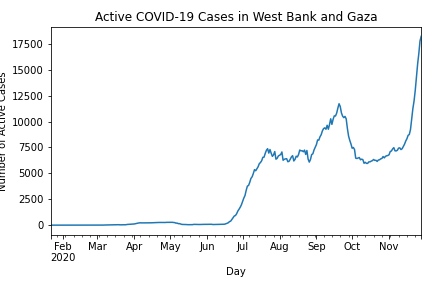 Active COVID-19 Cases in West Bank and Gaza
Number of Active Cases
17500
15000
12500
10000
7500
5000
2500
0
Feb Mar Apr May Jun Jul Aug Sep Oct Nov
2020
Day